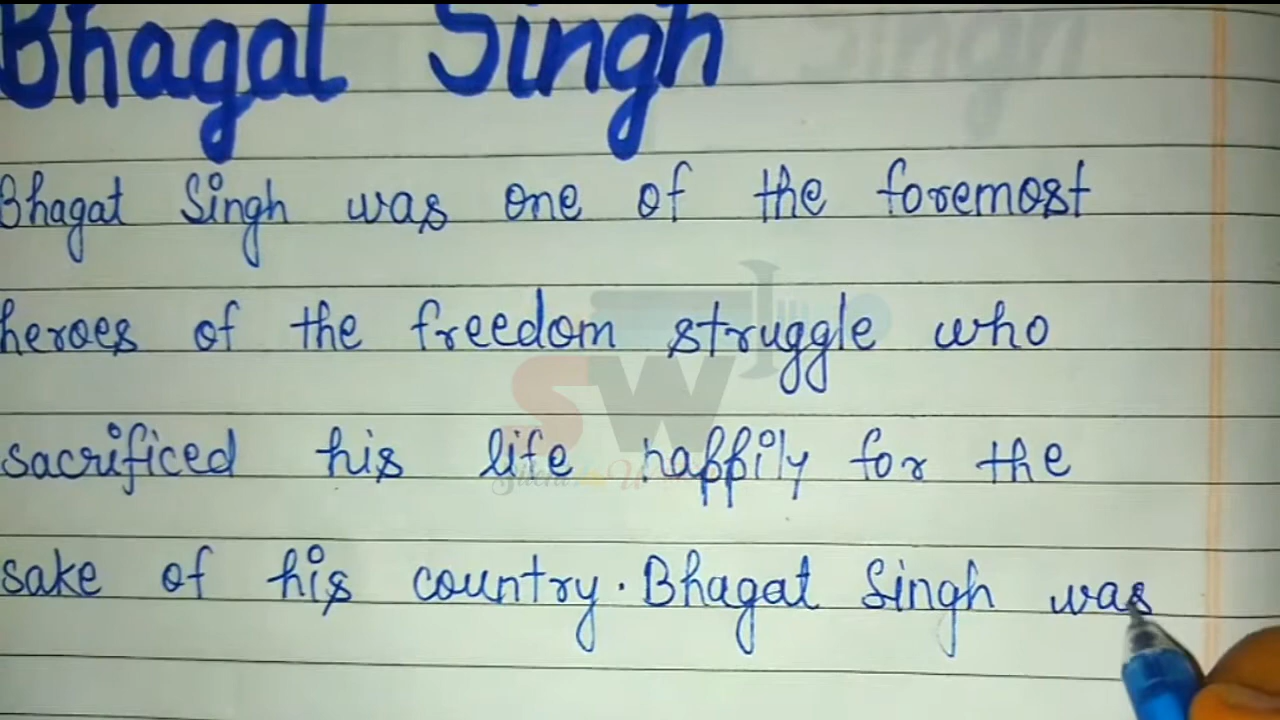 Bhagat Singh
Bhagat Singh was one of the foremost
heroes of the freedom struggle who
sacrificed his life happily for the
sake of his country. Bhagat Singh was
SW